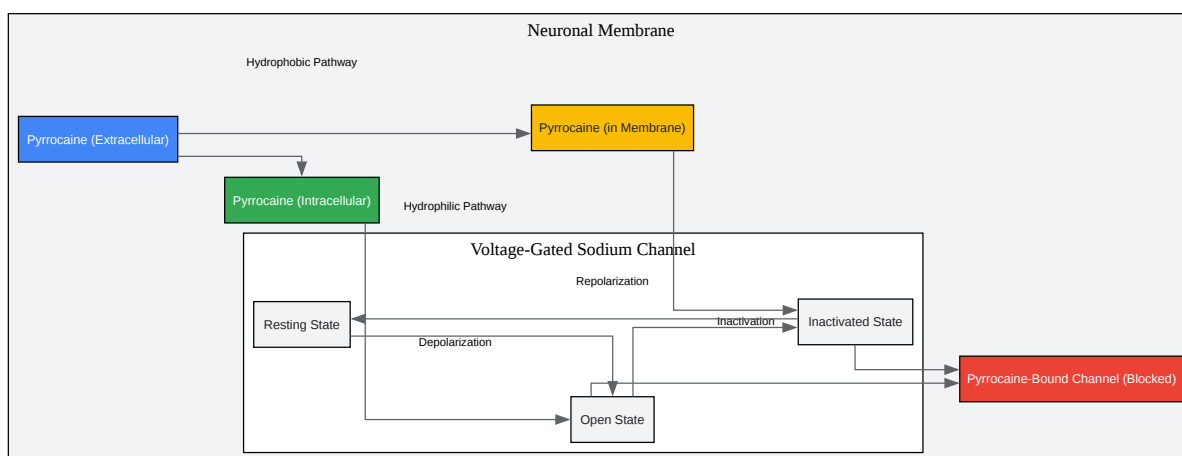 Neuronal Membrane
Hydrophobic Pathway
Pyrrocaine (Extracellular)
Pyrrocaine (in Membrane)
Pyrrocaine (Intracellular)
Hydrophilic Pathway
Voltage-Gated Sodium Channel
Repolarization
Resting State
Inactivation
Inactivated State
Depolarization
Pyrrocaine-Bound Channel (Blocked)
Open State